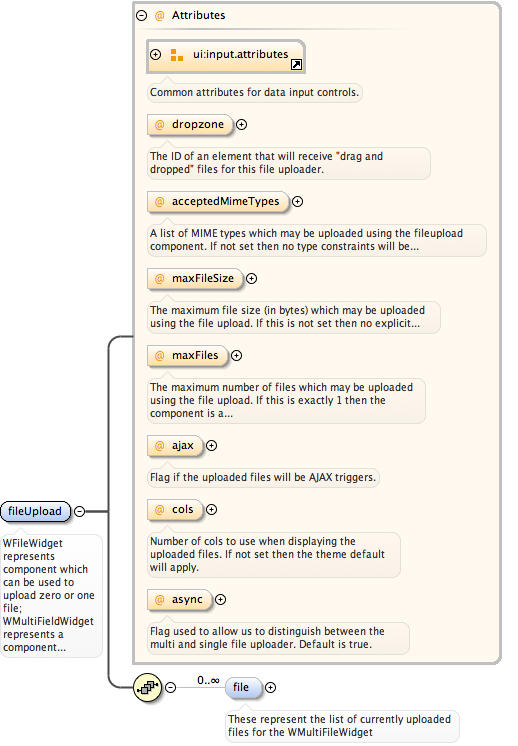 @ Attributes
ui:input.attributes
Common attributes for data input controls.
@ dropzone
The ID of an element that will receive "drag and
dropped" files for this file uploader.
@ acceptedMimeTypes
A list of MIME types which may be uploaded using the fileupload
component. If not set then no type constraints will be...
@ maxFileSize
The maximum file size (in bytes) which may be uploaded
using the file upload. If this is not set then no explicit...
@ maxFiles
The maximum number of files which may be uploaded
using the file upload. If this is exactly 1 then the
component is a...
@ ajax
Flag if the uploaded files will be AJAX triggers.
@ cols
Number of cols to use when displaying the
uploaded files. If not set then the theme default
will apply.
@ async
Flag used to allow us to distinguish between the
multi and single file uploader. Default is true.
fileUpload
WFileWidget
represents
component which
can be used to
upload zero or one
file;
WMultiFieldWidget
represents a
component...
0..∞
file
These represent the list of currently uploaded
files for the WMultiFileWidget